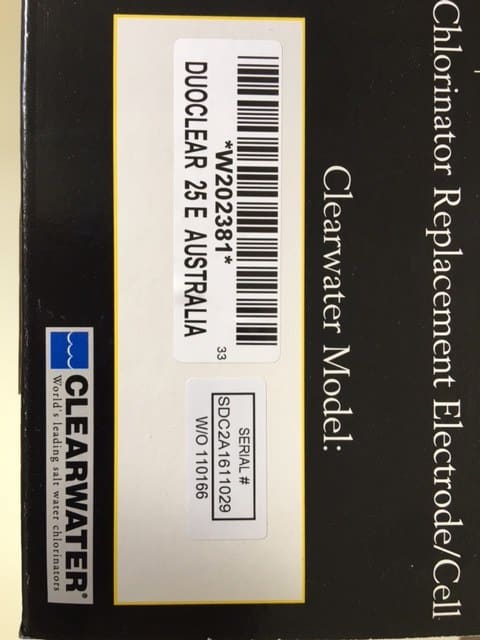 Chlorinator Replacement Electrode/Cell
Clearwater Model:
*W202381*
33
DUOCLEAR 25 E AUSTRALIA
SERIAL #
SDC2A1611029
W/O 110166
CLEARWATER®
World's leading salt water chlorinators